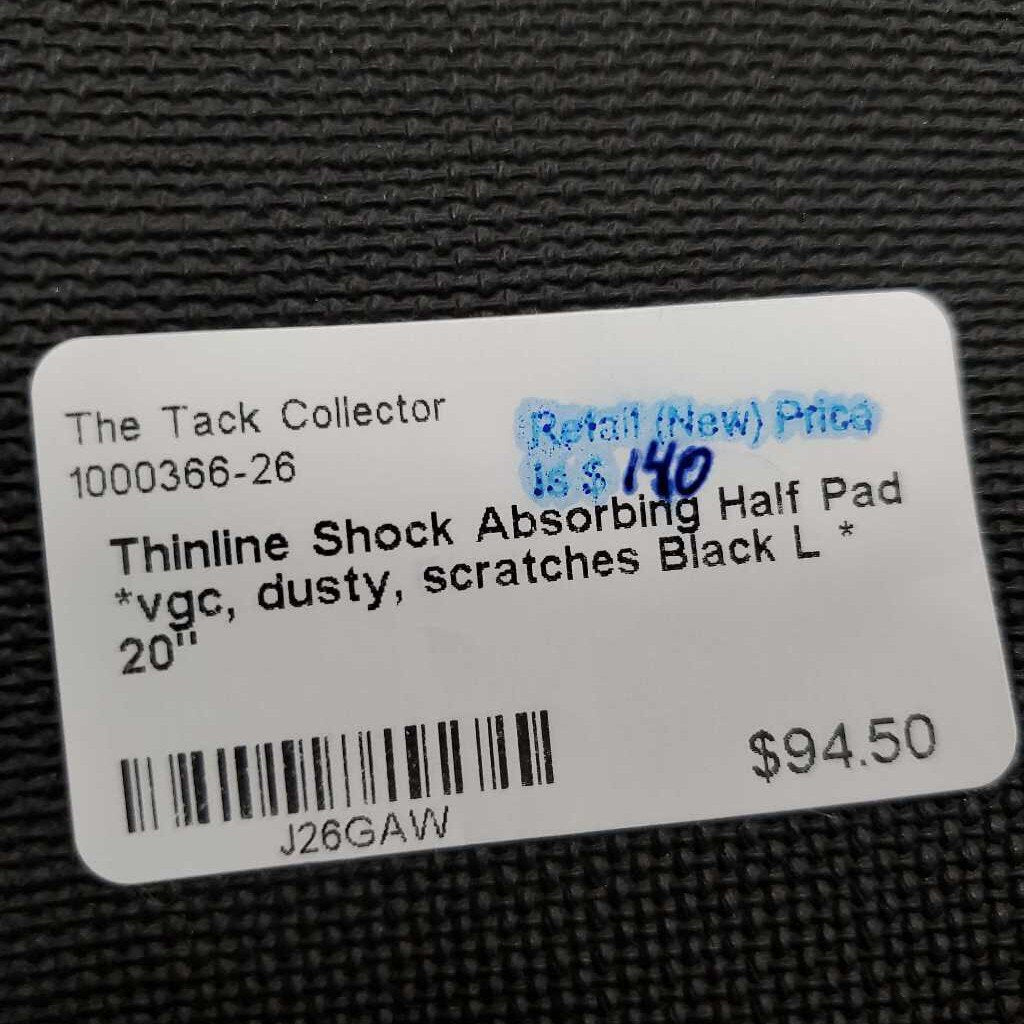 The Tack Collector
1000366-26
Retail (New) Price
Is $ 140
Thinline Shock Absorbing Half Pad
*vgc, dusty, scratches Black L *
20"
$94.50
J26GAW